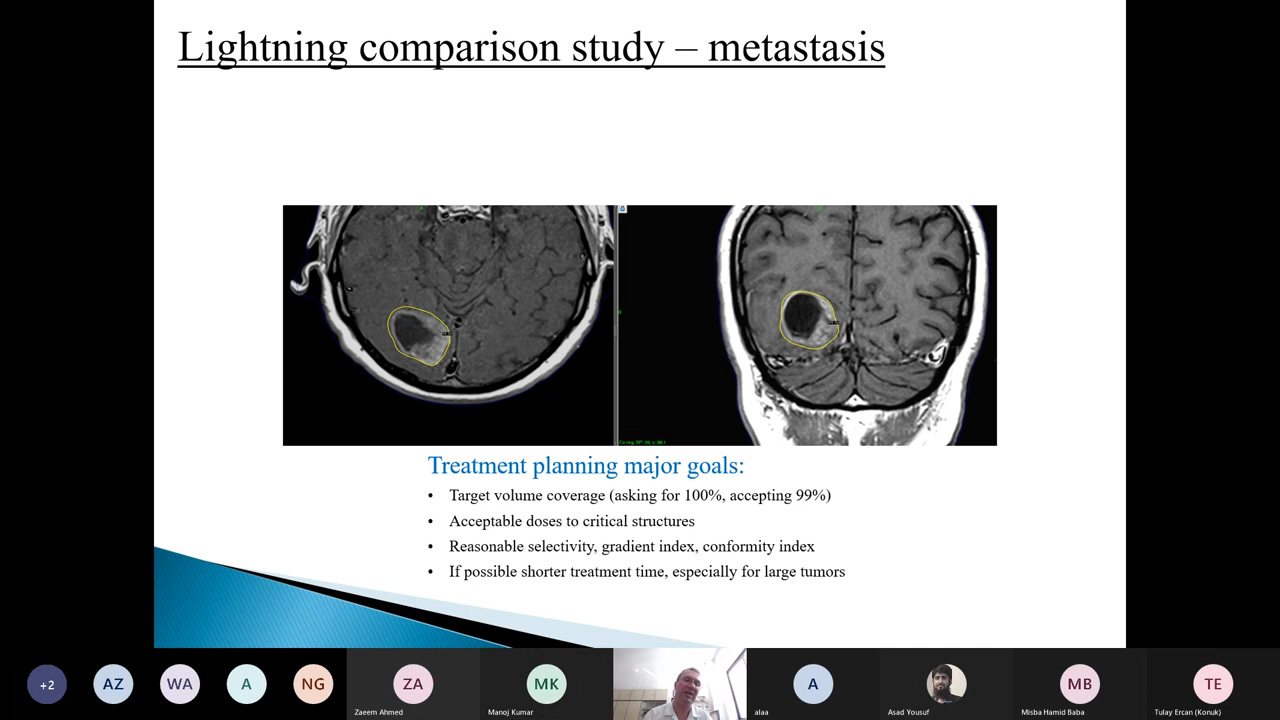 Lightning comparison study – metastasis
Treatment planning major goals:
• Target volume coverage (asking for 100%, accepting 99%)
• Acceptable doses to critical structures
• Reasonable selectivity, gradient index, conformity index
• If possible shorter treatment time, especially for large tumors
+2
AZ
WA
A
NG
ZA
MK
A
MB
TE
Zaeem Ahmed
Manoj Kumar
alaa
Asad Yousuf
Misba Hamid Baba
Tulay Ercan (Konuk)